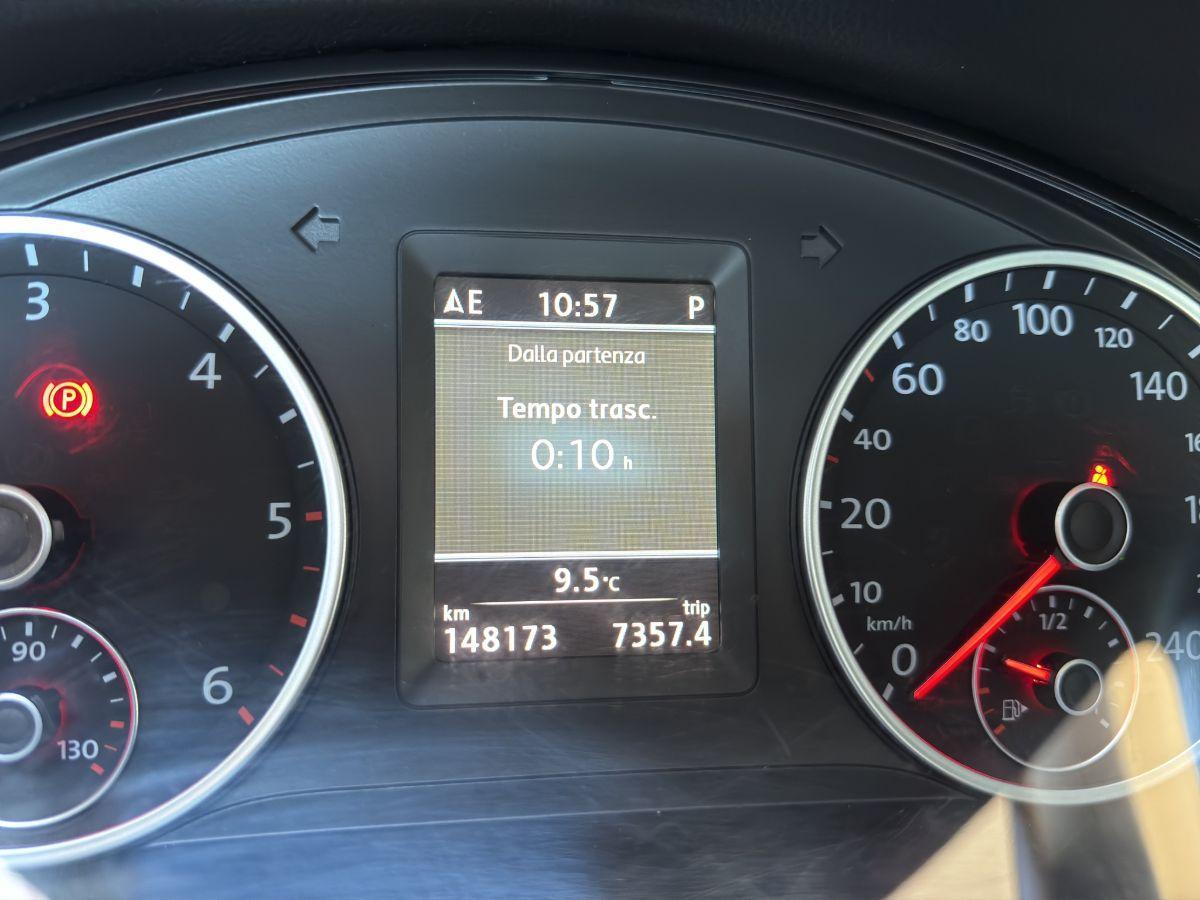 AE 10:57 P
Dalla partenza
Tempo trasc.
0:10 h
9.5°C
km trip
148173 7357.4
3
4
5
6
P
90
130
0
10
20
40
60
80
100
120
140
240
km/h
1/2